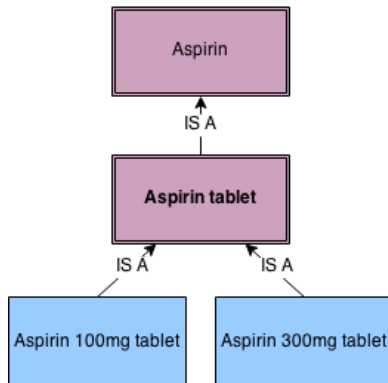 Aspirin
IS A
Aspirin tablet
IS A
IS A
Aspirin 100mg tablet
Aspirin 300mg tablet